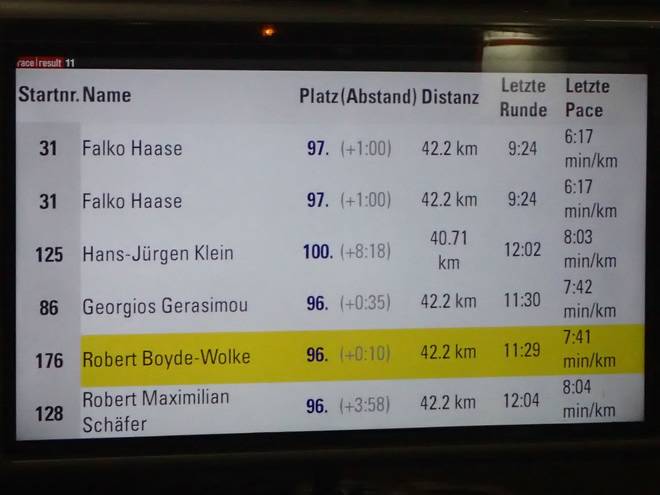 race|result 11
Startnr. Name Platz (Abstand) Distanz Letzte Runde Letzte Pace
31 Falko Haase 97. (+1:00) 42.2 km 9:24 6:17 min/km
31 Falko Haase 97. (+1:00) 42.2 km 9:24 6:17 min/km
125 Hans-Jürgen Klein 100. (+8:18) 40.71 km 12:02 8:03 min/km
86 Georgios Gerasimou 96. (+0:35) 42.2 km 11:30 7:42 min/km
176 Robert Boyde-Wolke 96. (+0:10) 42.2 km 11:29 7:41 min/km
128 Robert Maximilian Schäfer 96. (+3:58) 42.2 km 12:04 8:04 min/km